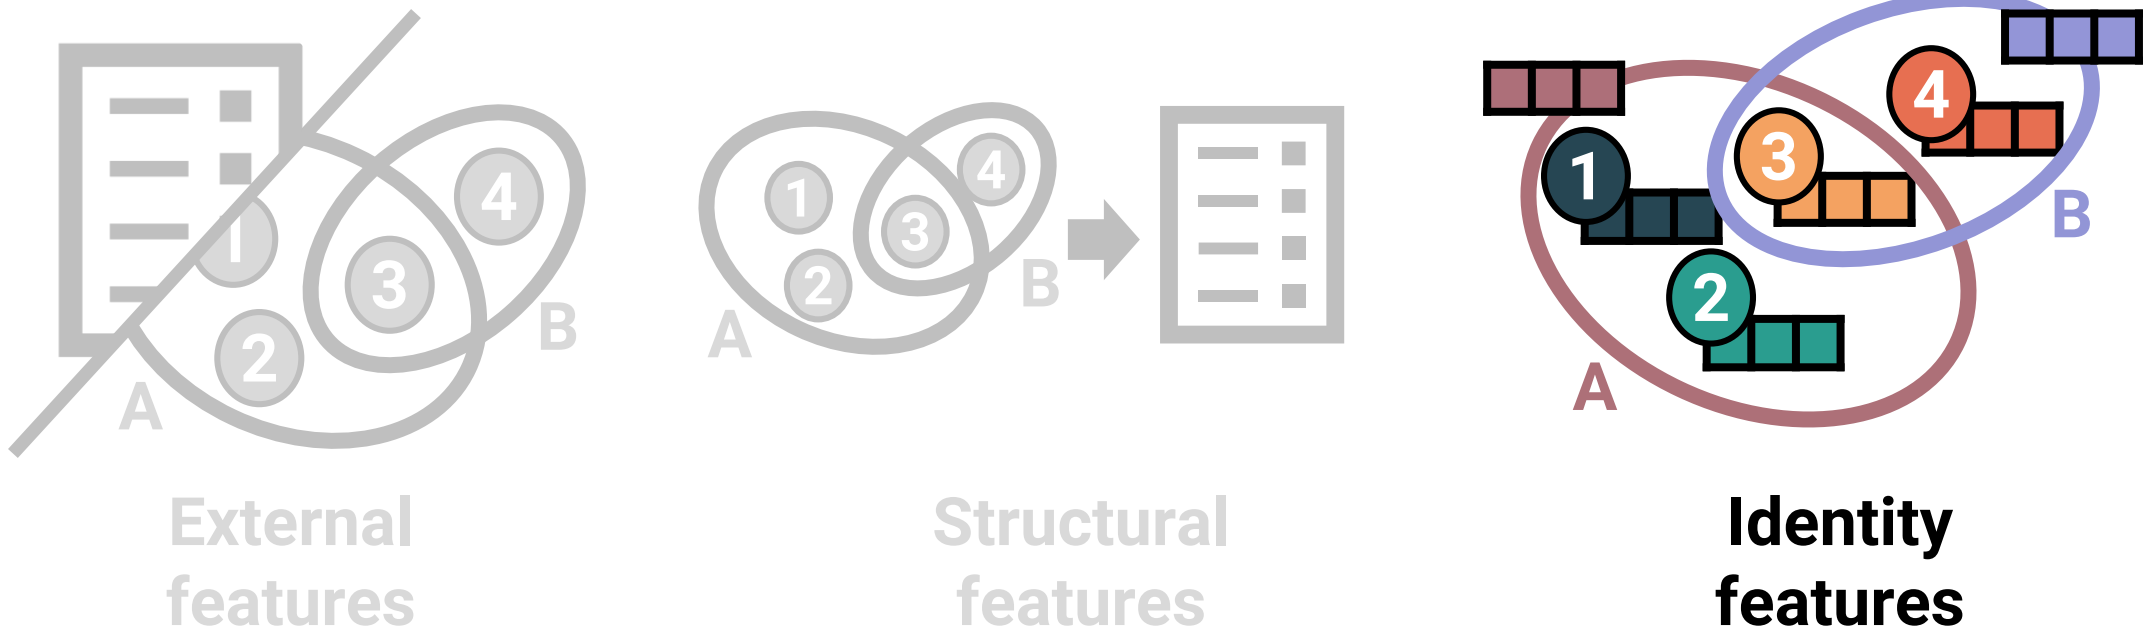 1
2
3
4
A
B
External
features
1
2
3
4
A
B
Structural
features
1
2
3
4
A
B
Identity
features